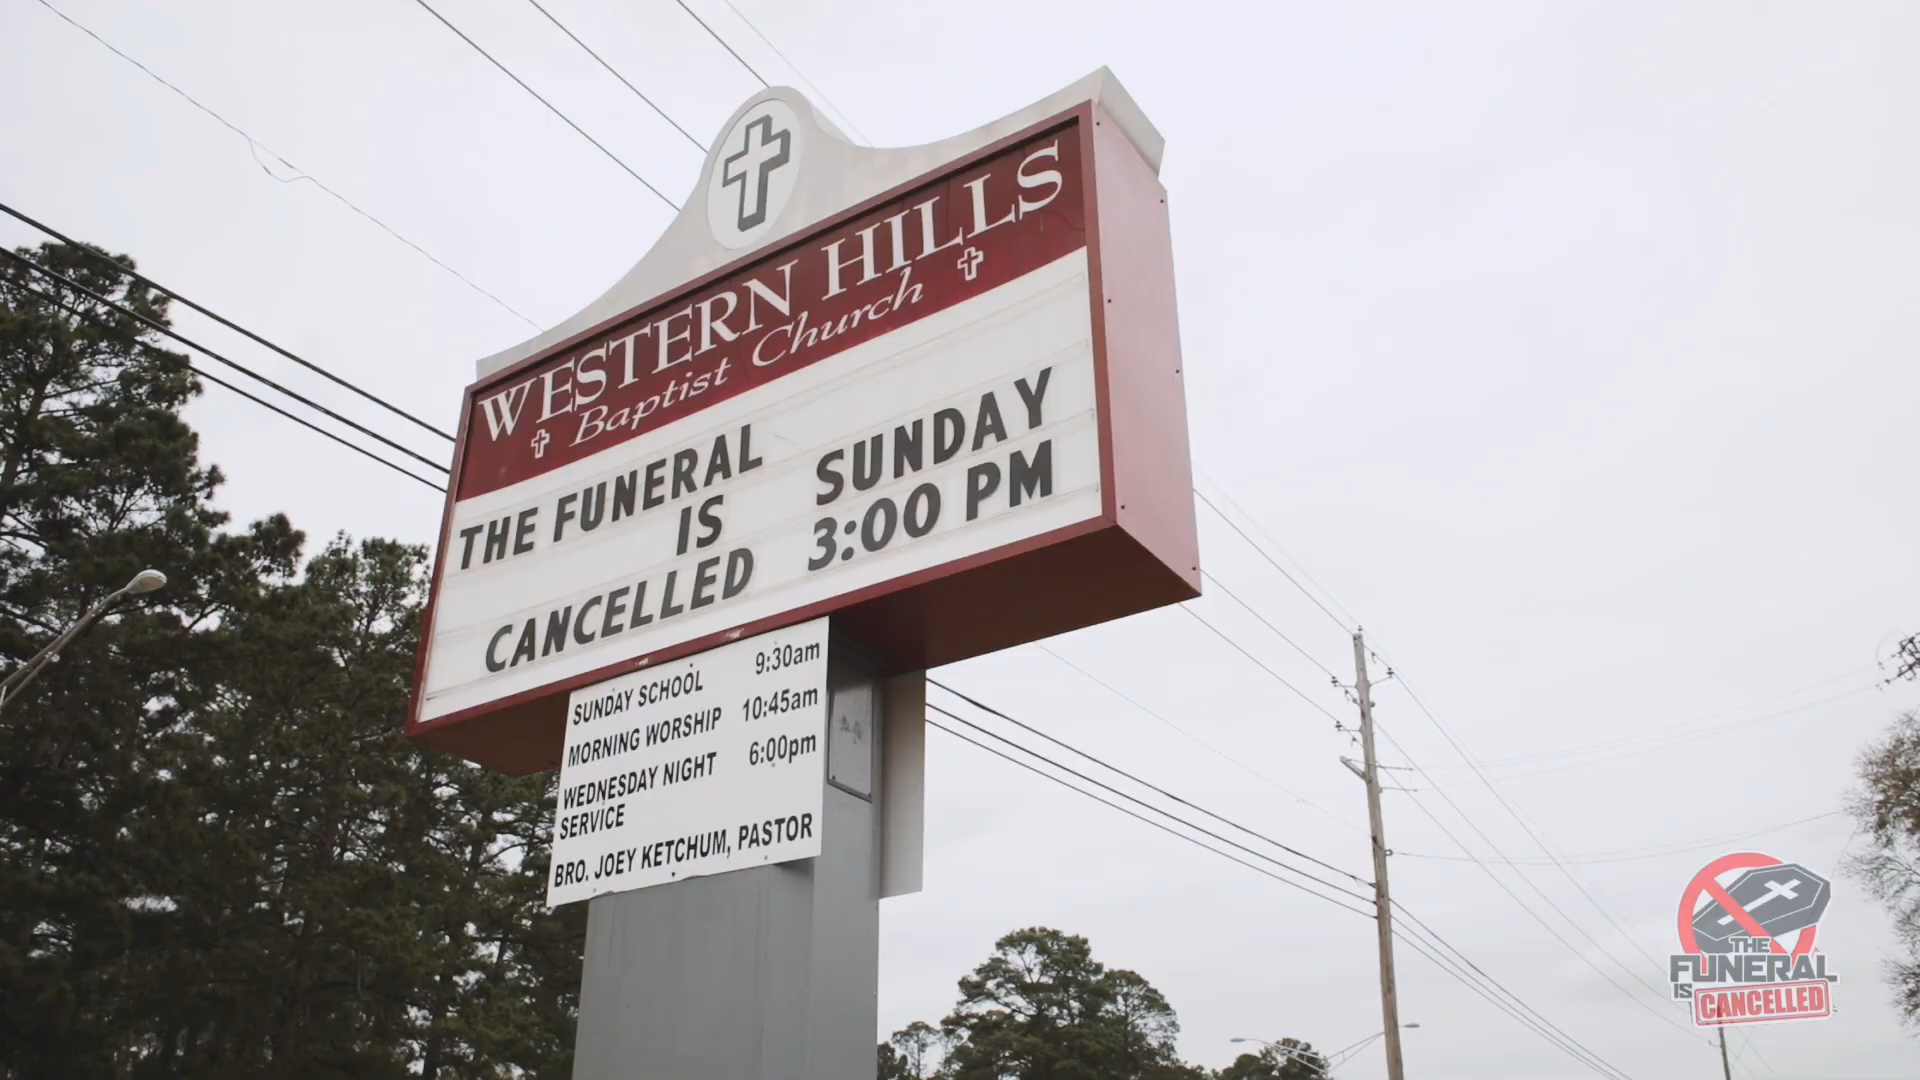 WESTERN HILLS
Baptist Church
THE FUNERAL
IS
CANCELLED
SUNDAY
3:00 PM
SUNDAY SCHOOL 9:30am
MORNING WORSHIP 10:45am
WEDNESDAY NIGHT 6:00pm
SERVICE
BRO. JOEY KETCHUM, PASTOR
THE
FUNERAL
IS
CANCELLED